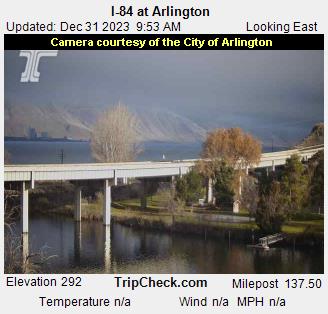 I-84 at Arlington
Updated: Dec 31 2023 9:53 AM Looking East
Camera courtesy of the City of Arlington
Elevation 292 TripCheck.com Milepost 137.50
Temperature n/a Wind n/a MPH n/a